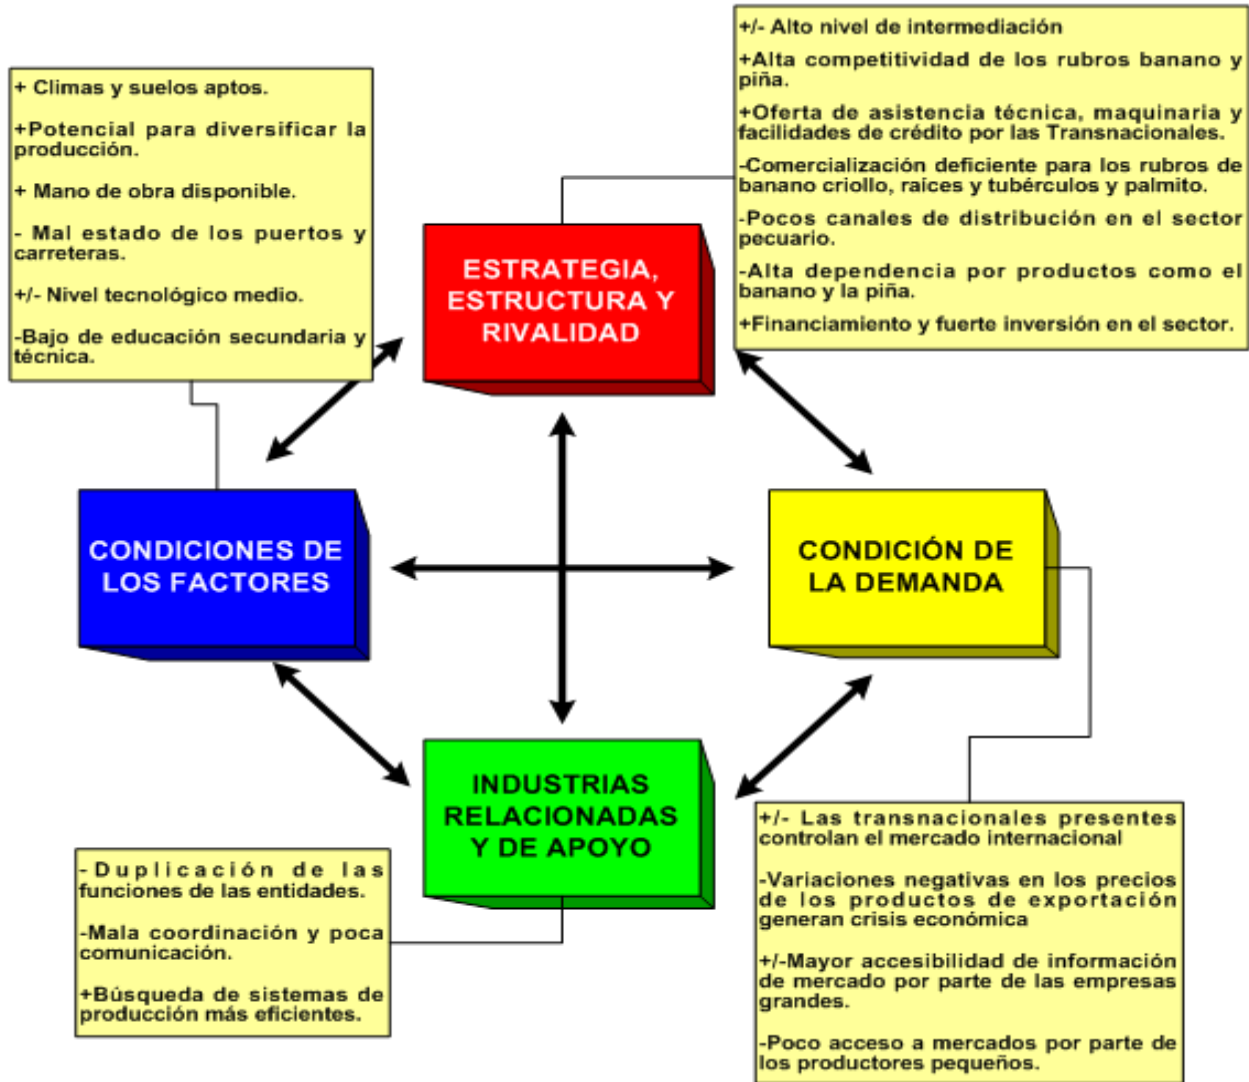 + Climas y suelos aptos.
+Potencial para diversificar la
producción.
+ Mano de obra disponible.
- Mal estado de los puertos y
carreteras.
+/- Nivel tecnológico medio.
-Bajo de educación secundaria y
técnica.
+/- Alto nivel de intermediación
+Alta competitividad de los rubros banano y
piña.
+Oferta de asistencia técnica, maquinaria y
facilidades de crédito por las Transnacionales.
-Comercialización deficiente para los rubros de
banano criollo, raíces y tubérculos y palmito.
-Pocos canales de distribución en el sector
pecuario.
-Alta dependencia por productos como el
banano y la piña.
+Financiamiento y fuerte inversión en el sector.
ESTRATEGIA,
ESTRUCTURA Y
RIVALIDAD
CONDICIONES DE
LOS FACTORES
CONDICIÓN DE
LA DEMANDA
INDUSTRIAS
RELACIONADAS
Y DE APOYO
- Duplicación de las
funciones de las entidades.
-Mala coordinación y poca
comunicación.
+Búsqueda de sistemas de
producción más eficientes.
+/- Las transnacionales presentes
controlan el mercado internacional
-Variaciones negativas en los precios
de los productos de exportación
generan crisis económica
+/-Mayor accesibilidad de información
de mercado por parte de las empresas
grandes.
-Poco acceso a mercados por parte de
los productores pequeños.